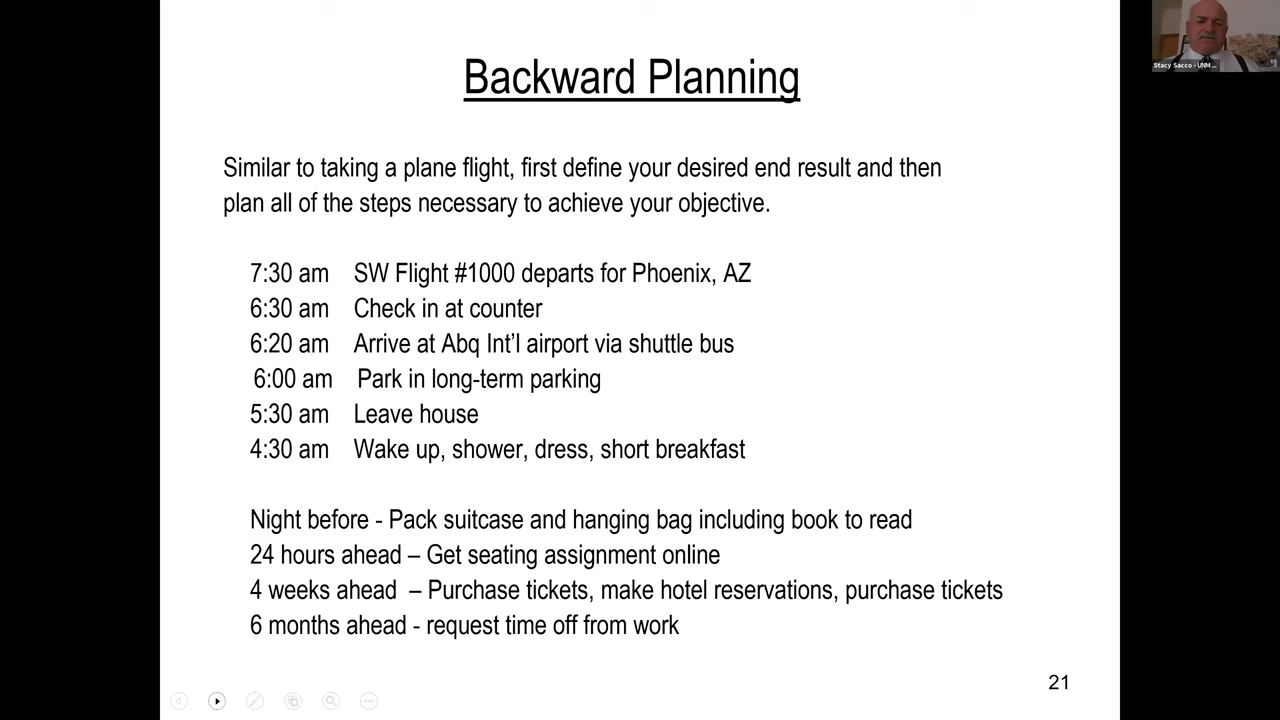 Backward Planning
Stacy Sacco - UNM ...
Similar to taking a plane flight, first define your desired end result and then
plan all of the steps necessary to achieve your objective.
7:30 am SW Flight #1000 departs for Phoenix, AZ
6:30 am Check in at counter
6:20 am Arrive at Abq Int’l airport via shuttle bus
6:00 am Park in long-term parking
5:30 am Leave house
4:30 am Wake up, shower, dress, short breakfast
Night before - Pack suitcase and hanging bag including book to read
24 hours ahead – Get seating assignment online
4 weeks ahead – Purchase tickets, make hotel reservations, purchase tickets
6 months ahead - request time off from work
21